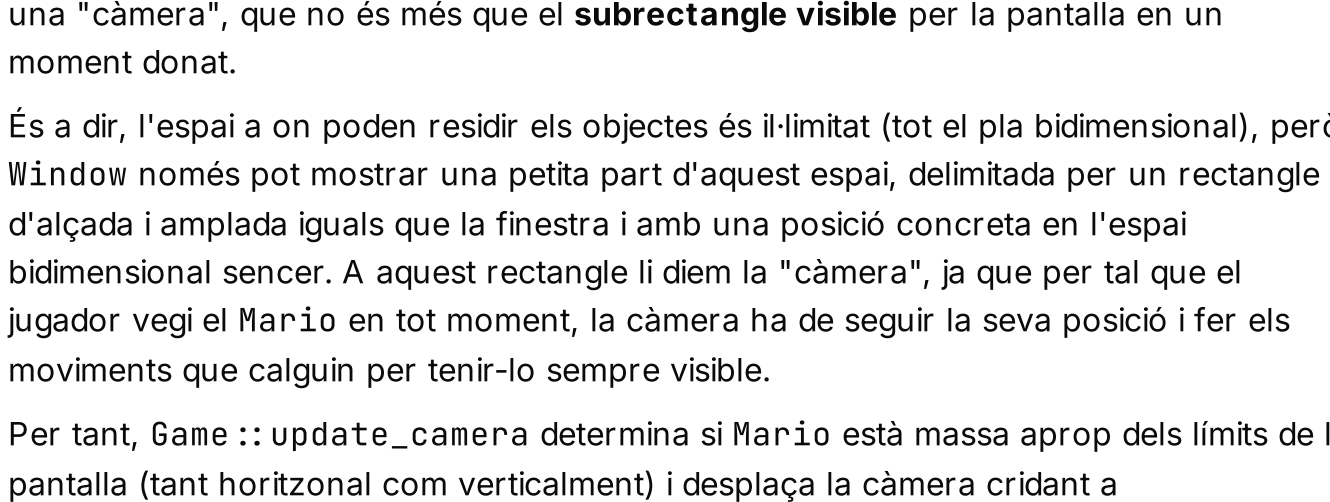 una "càmera", que no és més que el subrectangle visible per la pantalla en un
moment donat.
És a dir, l'espai a on poden residir els objectes és il·limitat (tot el pla bidimensional), però
Window només pot mostrar una petita part d'aquest espai, delimitada per un rectangle
d'alçada i amplada iguals que la finestra i amb una posició concreta en l'espai
bidimensional sencer. A aquest rectangle li diem la "càmera", ja que per tal que el
jugador vegi el Mario en tot moment, la càmera ha de seguir la seva posició i fer els
moviments que calguin per tenir-lo sempre visible.
Per tant, Game::update_camera determina si Mario està massa aprop dels límits de l
pantalla (tant horitzonal com verticalment) i desplaça la càmera cridant a